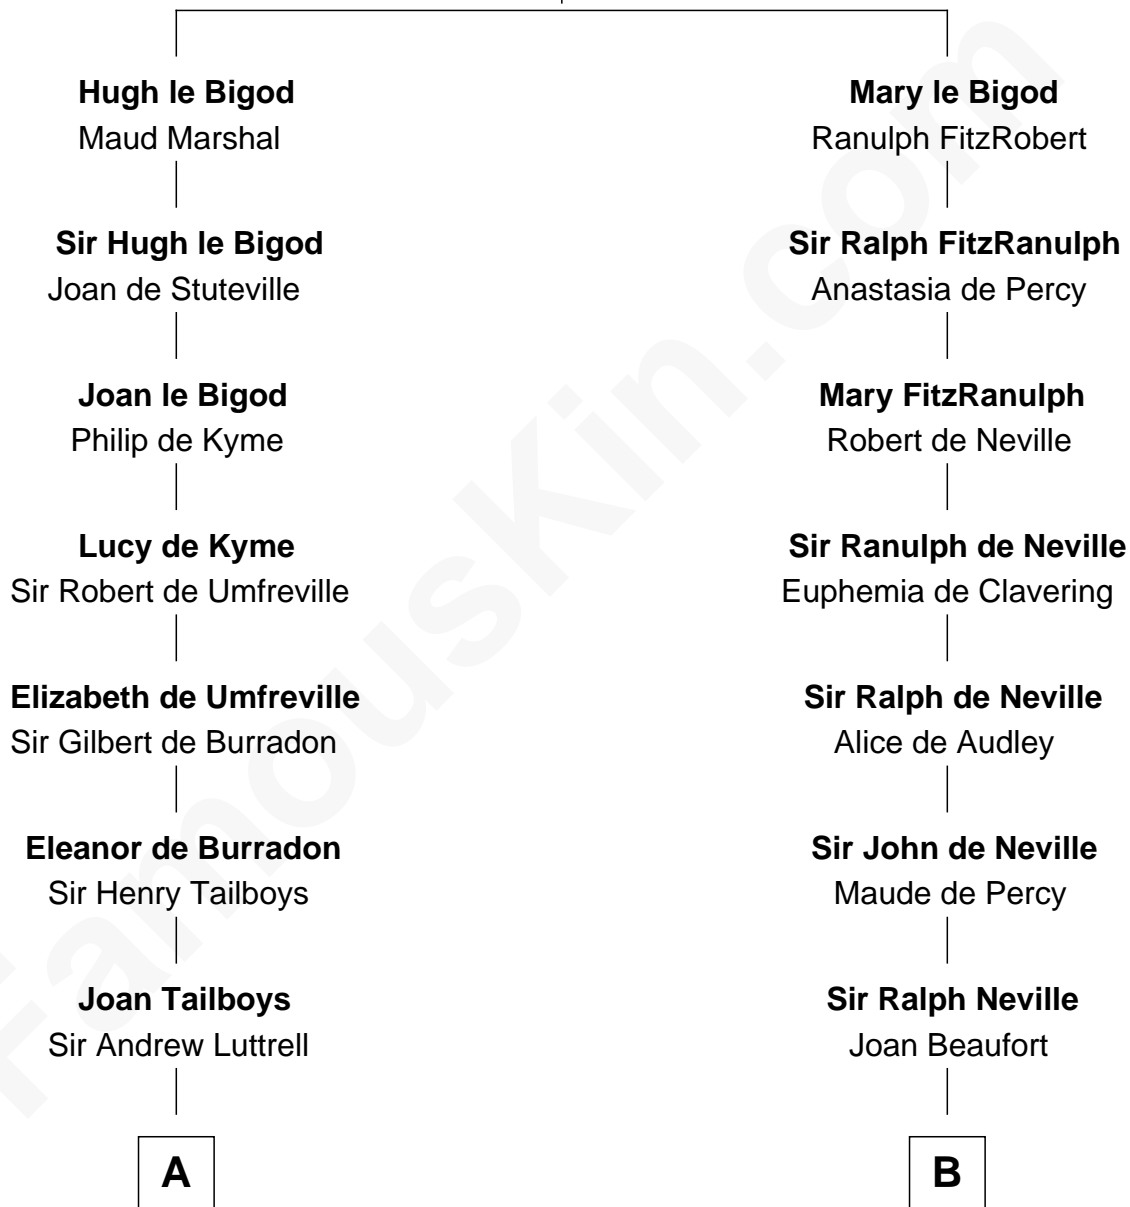 Hugh le Bigod
Maud Marshal
Mary le Bigod
Ranulph FitzRobert
Sir Hugh le Bigod
Joan de Stuteville
Sir Ralph FitzRanulph
Anastasia de Percy
Joan le Bigod
Philip de Kyme
Mary FitzRanulph
Robert de Neville
Lucy de Kyme
Sir Robert de Umfreville
Sir Ranulph de Neville
Euphemia de Clavering
Elizabeth de Umfreville
Sir Gilbert de Burradon
Sir Ralph de Neville
Alice de Audley
Eleanor de Burradon
Sir Henry Tailboys
Sir John de Neville
Maude de Percy
Joan Tailboys
Sir Andrew Luttrell
Sir Ralph Neville
Joan Beaufort
A
B
FamousKin.com